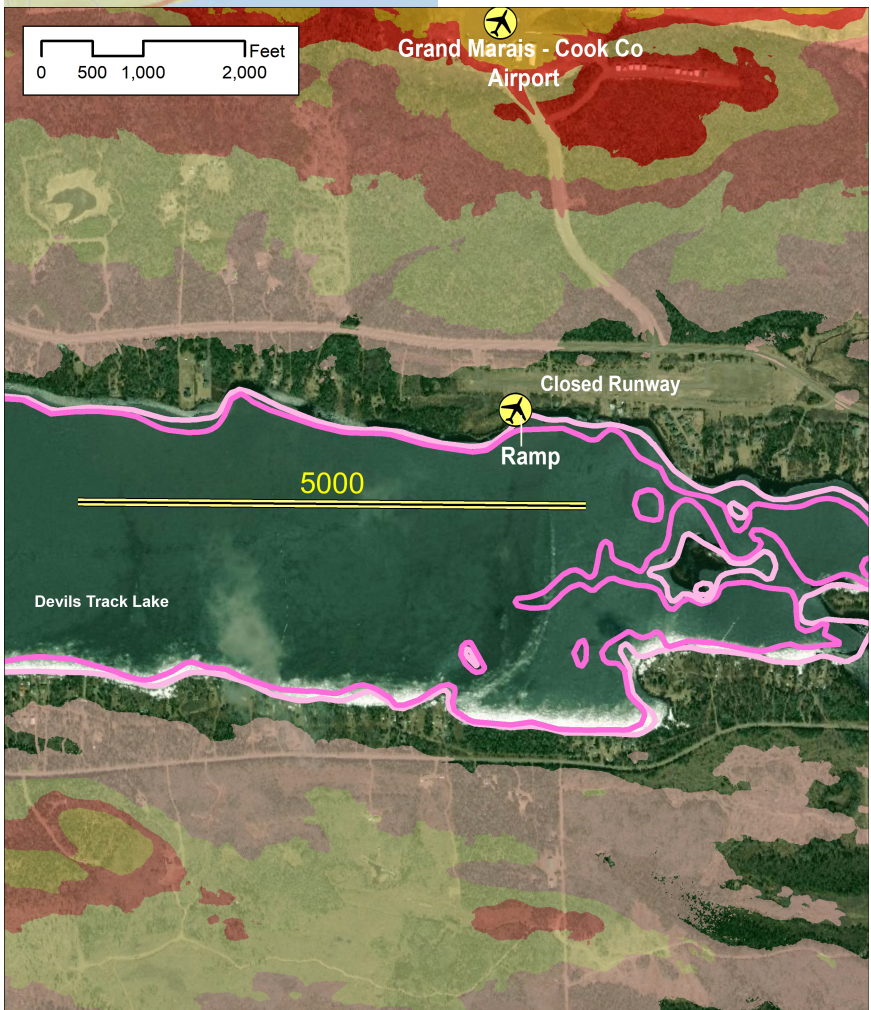 Feet
0 500 1,000 2,000
Grand Marais - Cook Co
Airport
Closed Runway
Ramp
5000
Devils Track Lake